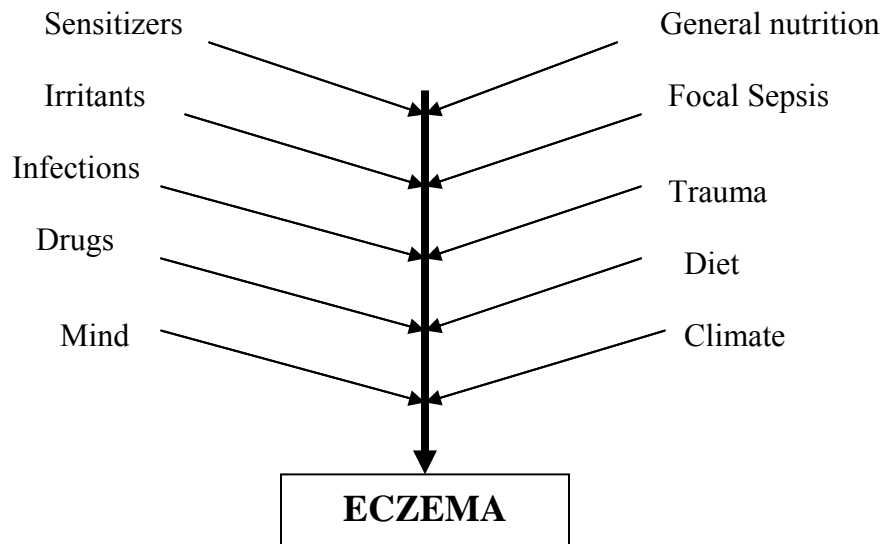 Sensitizers
General nutrition
Irritants
Focal Sepsis
Infections
Trauma
Drugs
Diet
Mind
Climate
ECZEMA